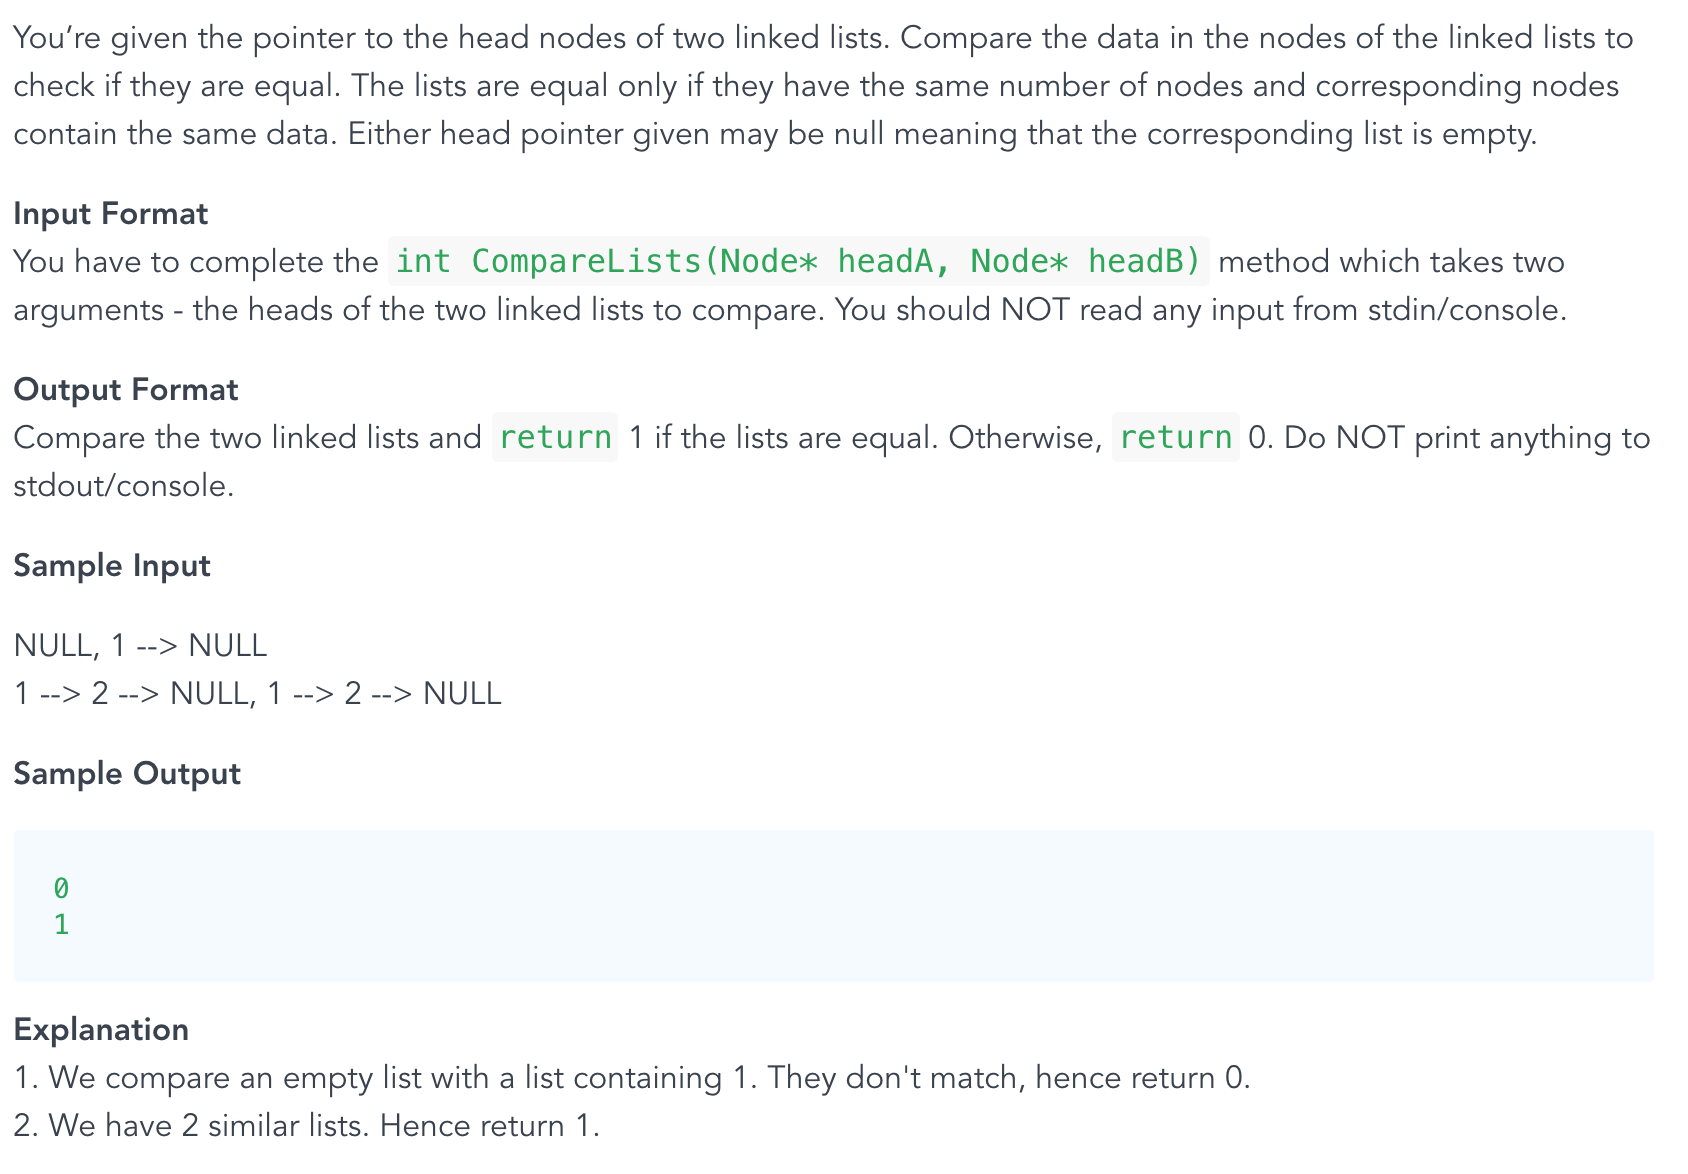 You’re given the pointer to the head nodes of two linked lists. Compare the data in the nodes of the linked lists to
check if they are equal. The lists are equal only if they have the same number of nodes and corresponding nodes
contain the same data. Either head pointer given may be null meaning that the corresponding list is empty.
Input Format
You have to complete the int CompareLists(Node* headA, Node* headB) method which takes two
arguments - the heads of the two linked lists to compare. You should NOT read any input from stdin/console.
Output Format
Compare the two linked lists and return 1 if the lists are equal. Otherwise, return 0. Do NOT print anything to
stdout/console.
Sample Input
NULL, 1 --> NULL
1 --> 2 --> NULL, 1 --> 2 --> NULL
Sample Output
0
1
Explanation
1. We compare an empty list with a list containing 1. They don't match, hence return 0.
2. We have 2 similar lists. Hence return 1.